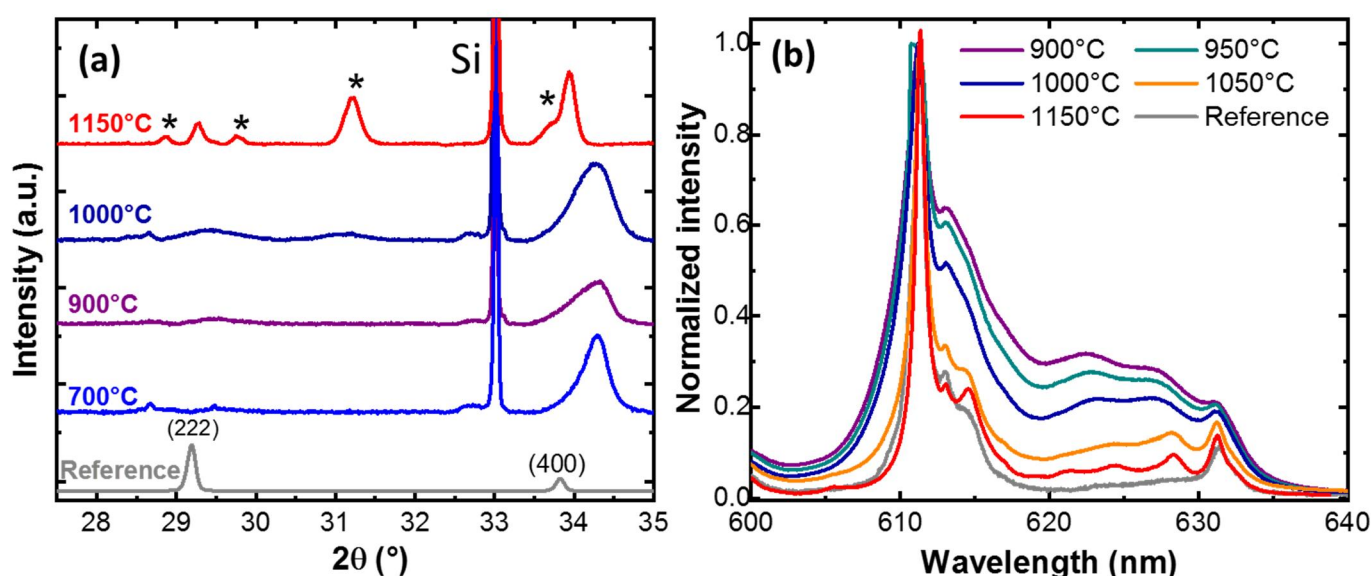 (a)
Si
* * * *
1150°C
1000°C
900°C
700°C
(222)
Reference
(400)
28 29 30 31 32 33 34 35
2θ (°)
Intensity (a.u.)
(b)
900°C 950°C
1000°C 1050°C
1150°C Reference
1.0
0.8
0.6
0.4
0.2
0.0
600 610 620 630 640
Wavelength (nm)
Normalized intensity